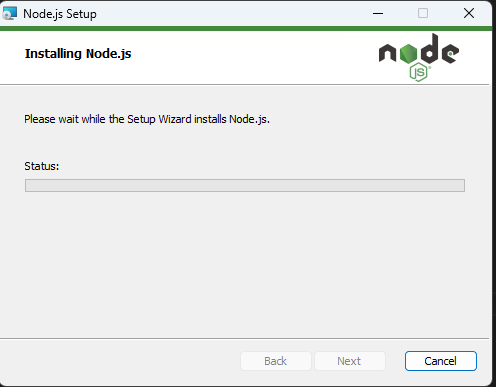 Node.js Setup
Installing Node.js
node
JS
Please wait while the Setup Wizard installs Node.js.
Status:
Back
Next
Cancel